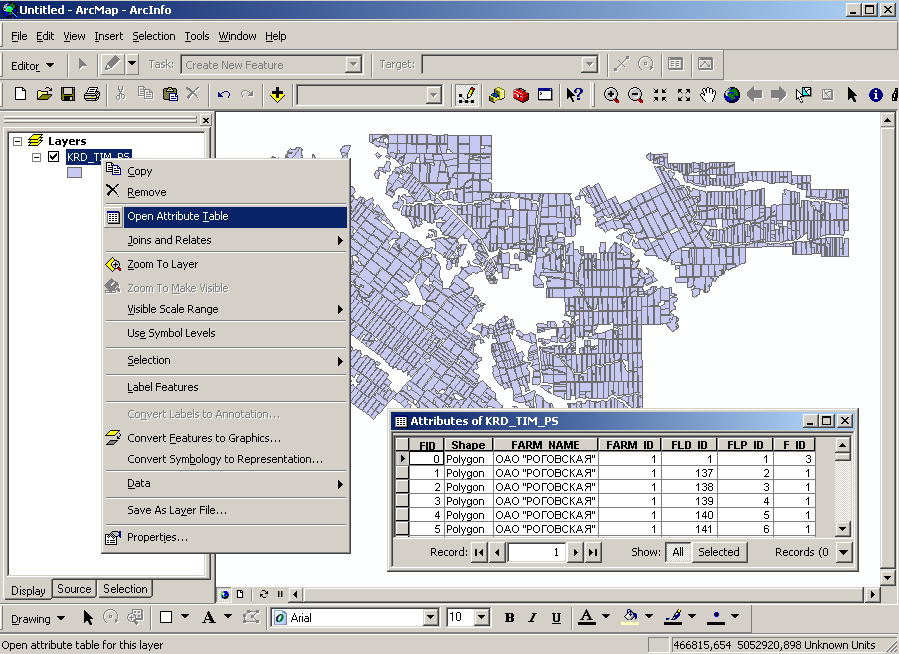 Untitled - ArcMap - ArcInfo
File Edit View Insert Selection Tools Window Help
Editor Task: Create New Feature Target:
Layers
KRD_TIM_PS
Copy
Remove
Open Attribute Table
Joins and Relates
Zoom To Layer
Zoom To Make Visible
Visible Scale Range
Use Symbol Levels
Selection
Label Features
Convert Labels to Annotation...
Convert Features to Graphics...
Convert Symbology to Representation...
Data
Save As Layer File...
Properties...
Attributes of KRD_TIM_PS
FID Shape FARM_NAME FARM_ID FLD_ID FLP_ID F_ID
0 Polygon ОАО "РОГОВСКАЯ" 1 1 1 3
1 Polygon ОАО "РОГОВСКАЯ" 1 137 2 1
2 Polygon ОАО "РОГОВСКАЯ" 1 138 3 1
3 Polygon ОАО "РОГОВСКАЯ" 1 139 4 1
4 Polygon ОАО "РОГОВСКАЯ" 1 140 5 1
5 Polygon ОАО "РОГОВСКАЯ" 1 141 6 1
Record: 1 Show: All Selected Records (0
Display Source Selection
Drawing A Arial 10 B I U A
Open attribute table for this layer
466815,654 5052920,898 Unknown Units